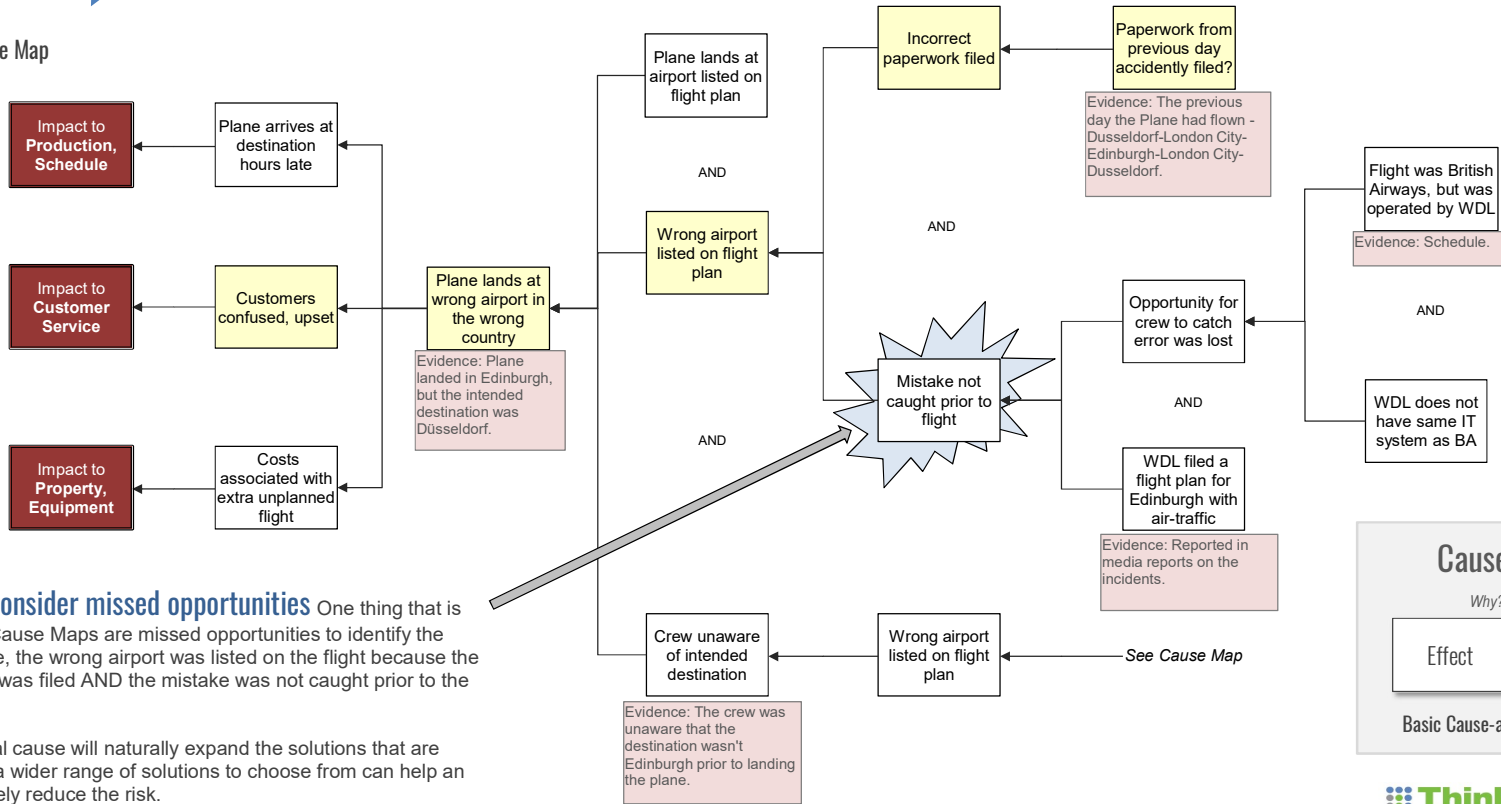 e Map
Impact to
Production,
Schedule
Plane arrives at
destination
hours late
Impact to
Customer
Service
Customers
confused, upset
Impact to
Property,
Equipment
Costs
associated with
extra unplanned
flight
Plane lands at
wrong airport in
the wrong
country
Evidence: Plane
landed in Edinburgh,
but the intended
destination was
Düsseldorf.
Plane lands at
airport listed on
flight plan
AND
Wrong airport
listed on flight
plan
AND
Crew unaware
of intended
destination
Evidence: The crew was
unaware that the
destination wasn't
Edinburgh prior to landing
the plane.
Incorrect
paperwork filed
AND
Mistake not
caught prior to
flight
Wrong airport
listed on flight
plan
See Cause Map
Paperwork from
previous day
accidently filed?
Evidence: The previous
day the Plane had flown -
Dusseldorf-London City-
Edinburgh-London City-
Dusseldorf.
Opportunity for
crew to catch
error was lost
AND
WDL filed a
flight plan for
Edinburgh with
air-traffic
Evidence: Reported in
media reports on the
incidents.
Flight was British
Airways, but was
operated by WDL
Evidence: Schedule.
AND
WDL does not
have same IT
system as BA
onsider missed opportunities One thing that is
Cause Maps are missed opportunities to identify the
e, the wrong airport was listed on the flight because the
was filed AND the mistake was not caught prior to the
al cause will naturally expand the solutions that are
a wider range of solutions to choose from can help an
ely reduce the risk.
Cause
Why?
Effect
Basic Cause-a
Think